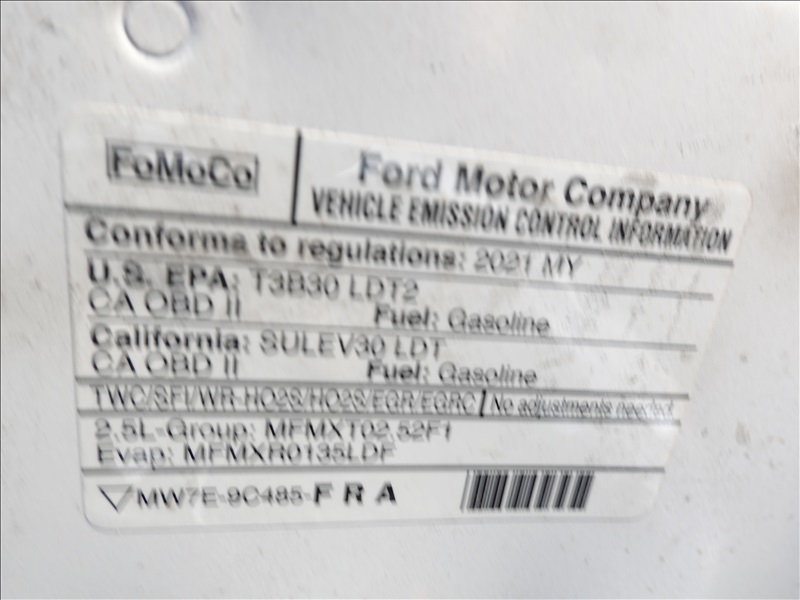 FoMoCo
Ford Motor Company
VEHICLE EMISSION CONTROL INFORMATION
Conforms to regulations: 2021 MY
U.S. EPA: T3B30 LDT2
CA OBD II Fuel: Gasoline
California: SULEV30 LDT
CA OBD II Fuel: Gasoline
TWC/SFI/WR-HO2S/HO2S/EGR/EGRC No adjustments needed.
2.5L-Group: MFMXT02.52F1
Evap: MFMXR0135LDF
MW7E-9C485-FRA